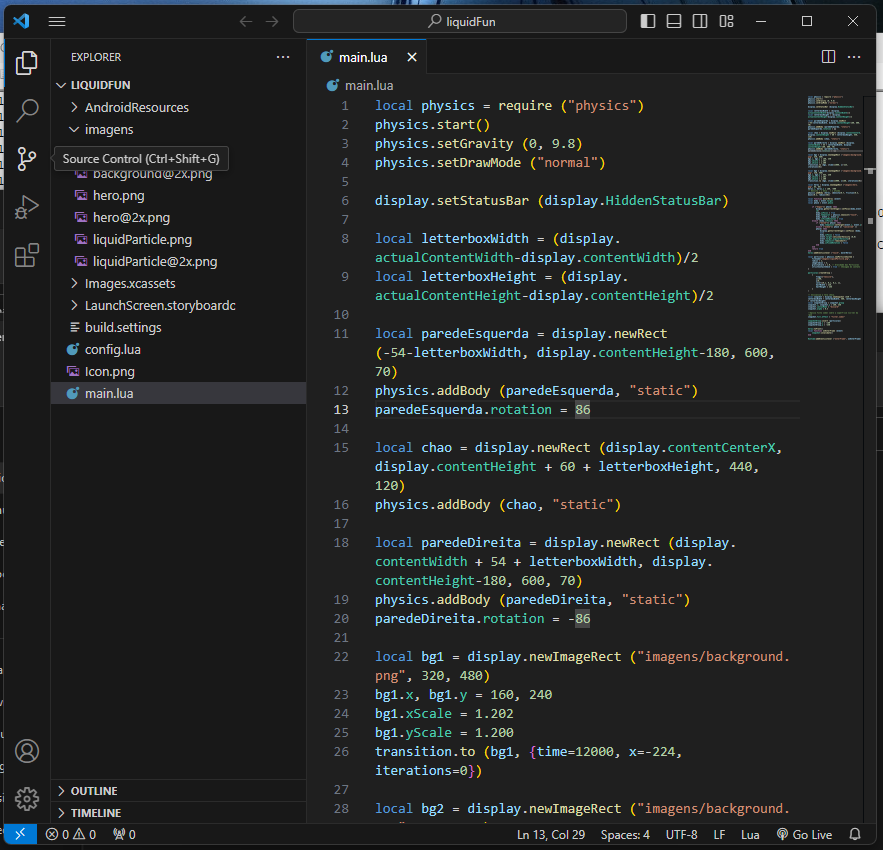 liquidFun
EXPLORER
LIQUIDFUN
AndroidResources
imagens
Source Control (Ctrl+Shift+G)
background@2x.png
hero.png
hero@2x.png
liquidParticle.png
liquidParticle@2x.png
Images.xcassets
LaunchScreen.storyboardc
build.settings
config.lua
Icon.png
main.lua
OUTLINE
TIMELINE
main.lua
main.lua
1 local physics = require ("physics")
2 physics.start()
3 physics.setGravity (0, 9.8)
4 physics.setDrawMode ("normal")
5
6 display.setStatusBar (display.HiddenStatusBar)
7
8 local letterboxWidth = (display.
actualContentWidth-display.contentWidth)/2
9 local letterboxHeight = (display.
actualContentHeight-display.contentHeight)/2
10
11 local paredeEsquerda = display.newRect
(-54-letterboxWidth, display.contentHeight-180, 600,
70)
12 physics.addBody (paredeEsquerda, "static")
13 paredeEsquerda.rotation = 86
14
15 local chao = display.newRect (display.contentCenterX,
display.contentHeight + 60 + letterboxHeight, 440,
120)
16 physics.addBody (chao, "static")
17
18 local paredeDireita = display.newRect (display.
contentWidth + 54 + letterboxWidth, display.
contentHeight-180, 600, 70)
19 physics.addBody (paredeDireita, "static")
20 paredeDireita.rotation = -86
21
22 local bg1 = display.newImageRect ("imagens/background.
png", 320, 480)
23 bg1.x, bg1.y = 160, 240
24 bg1.xScale = 1.202
25 bg1.yScale = 1.200
26 transition.to (bg1, {time=12000, x=-224,
iterations=0})
27
28 local bg2 = display.newImageRect ("imagens/background.
0 0 0
Ln 13, Col 29 Spaces: 4 UTF-8 LF Lua Go Live